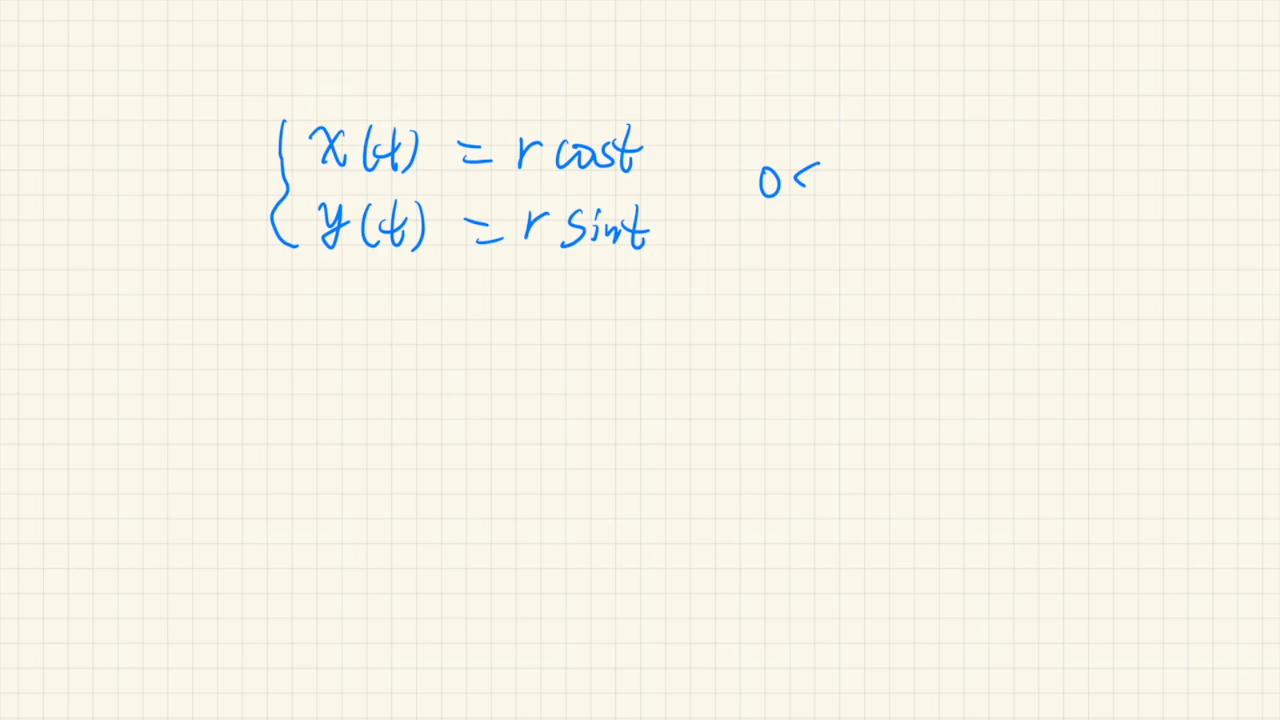 { x(t) = r cost
y(t) = r sint
0 <